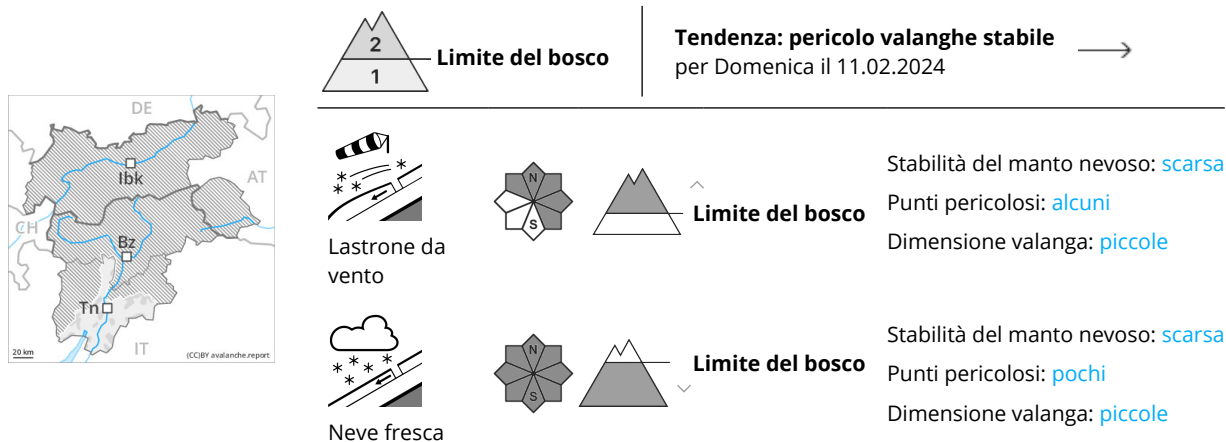 2
1
Limite del bosco
Tendenza: pericolo valanghe stabile
per Domenica il 11.02.2024
DE
Ibk
AT
CH
Bz
Tn
IT
20 km
(CC)BY avalanche.report
N
S
Lastrone da
vento
Limite del bosco
Stabilità del manto nevoso: scarsa
Punti pericolosi: alcuni
Dimensione valanga: piccole
N
S
Neve fresca
Limite del bosco
Stabilità del manto nevoso: scarsa
Punti pericolosi: pochi
Dimensione valanga: piccole